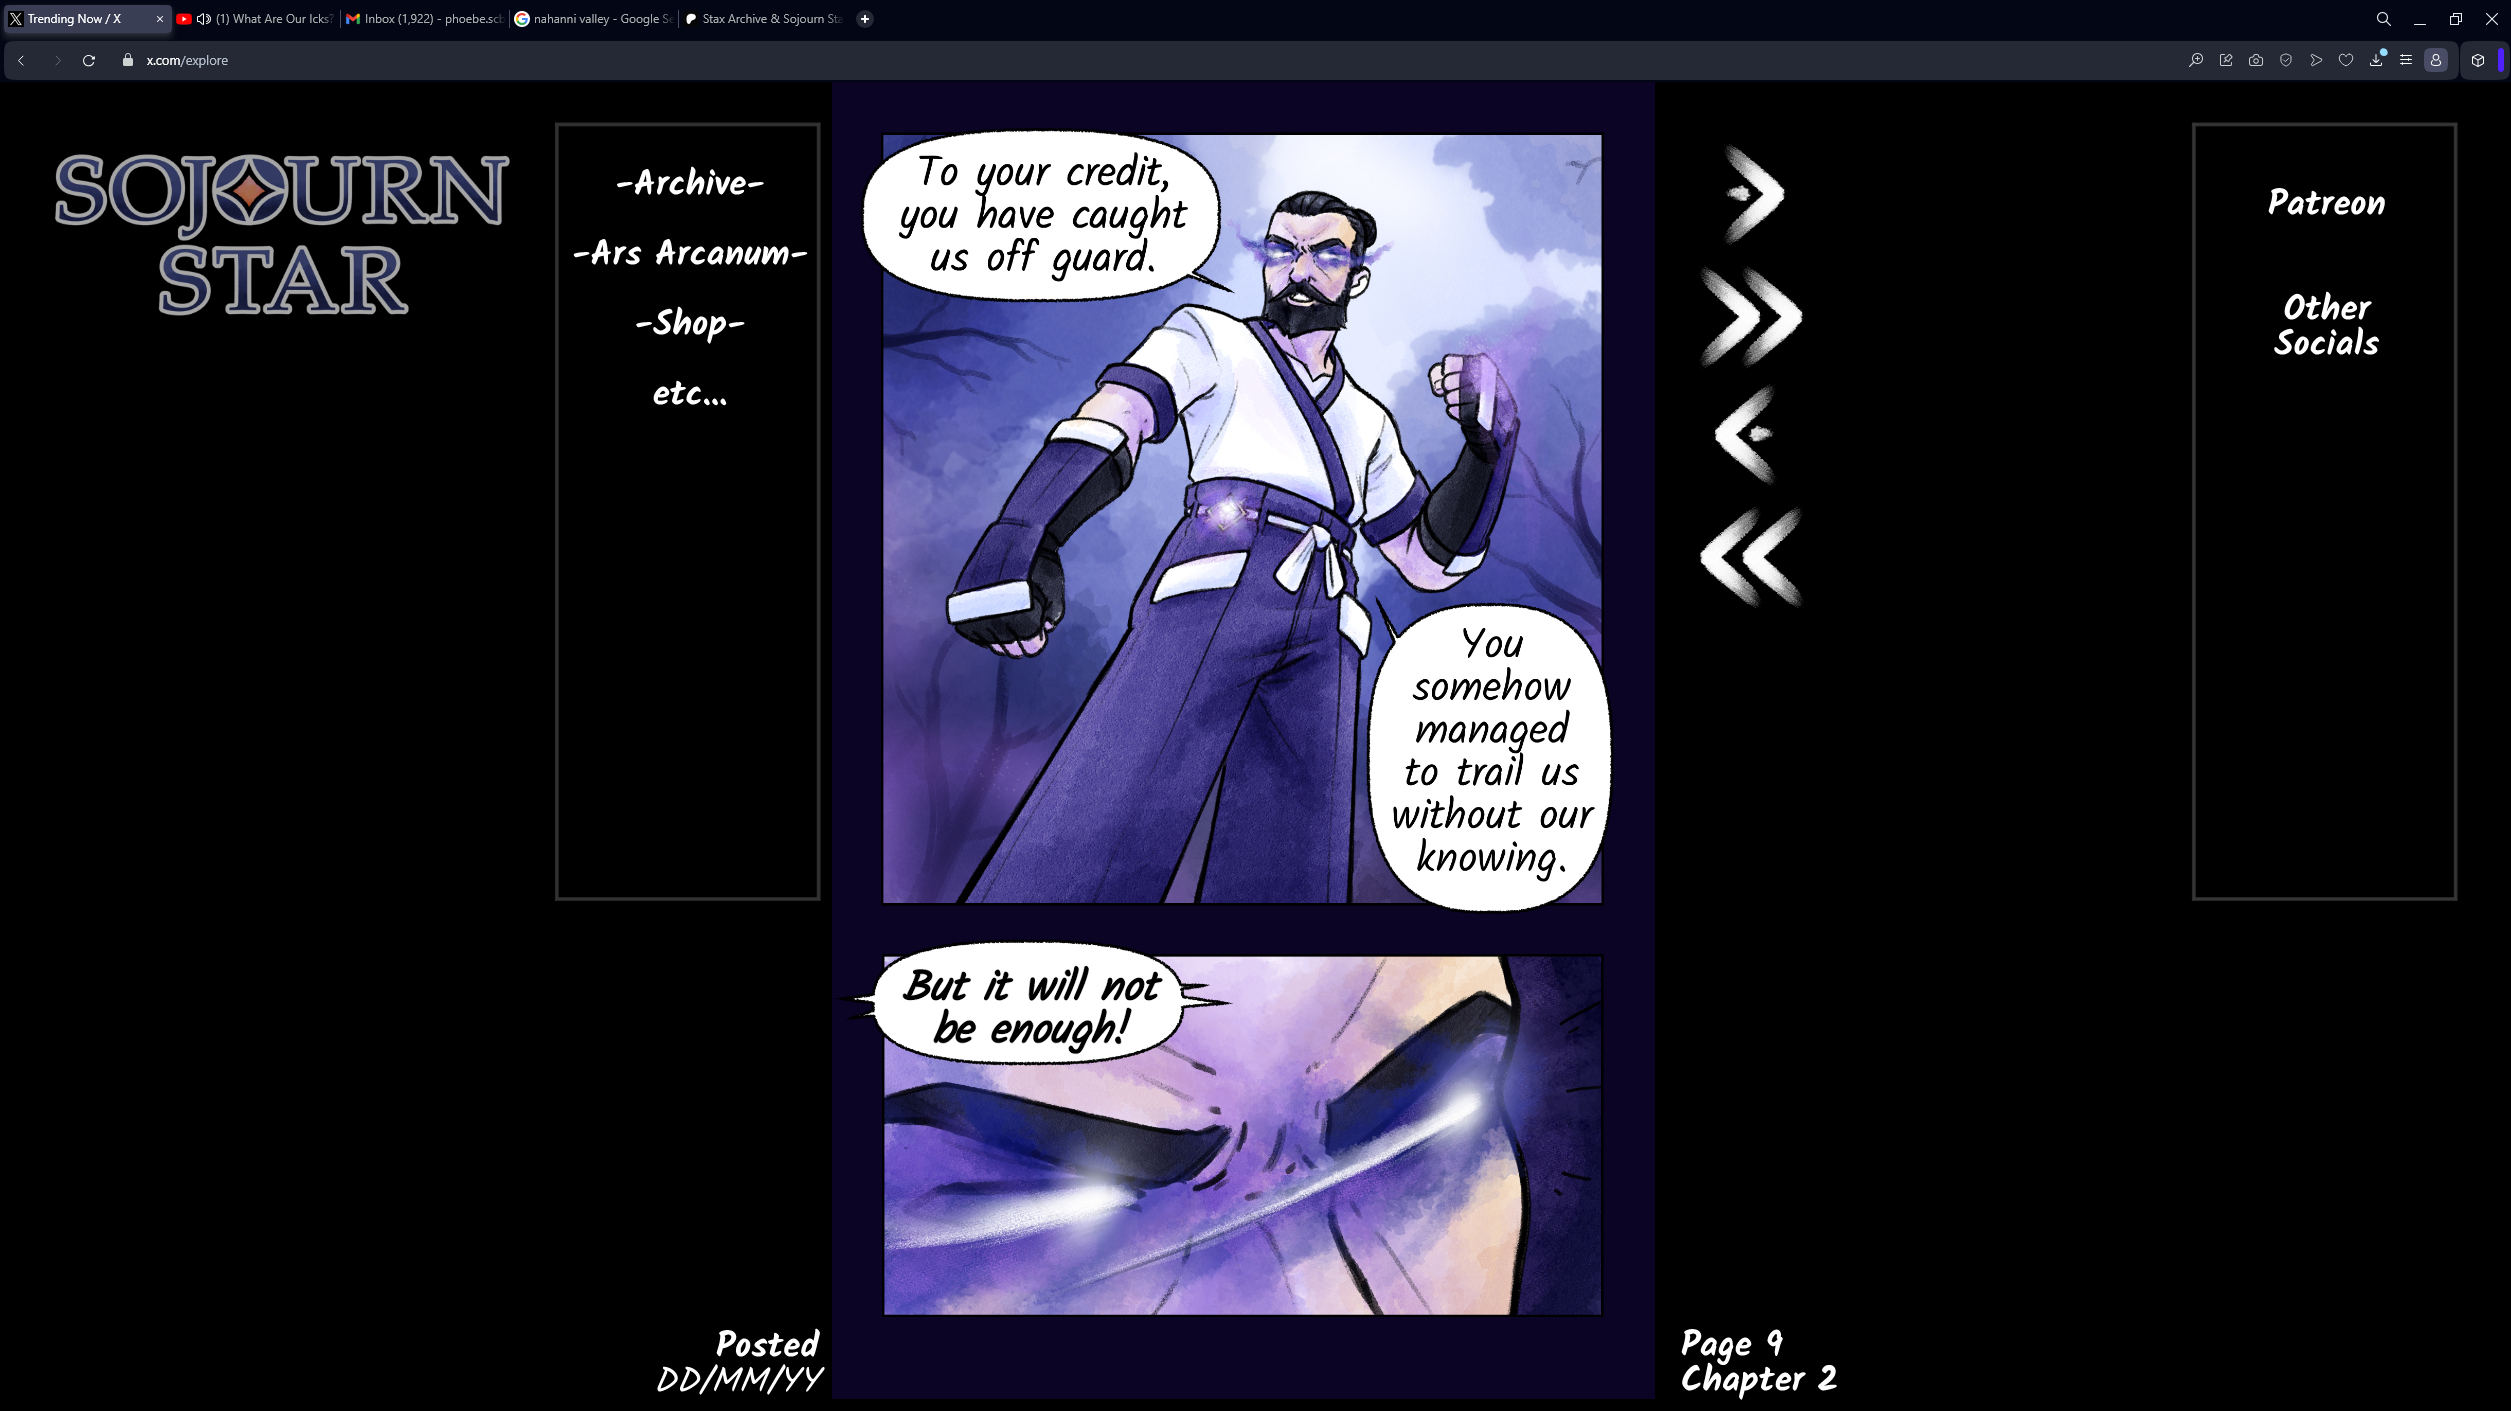 Trending Now / X
(1) What Are Our Icks?
Inbox (1,922) - phoebe.scb
nahanni valley - Google Se
Stax Archive & Sojourn Sta
x.com/explore
SOJOURN
STAR
-Archive-
-Ars Arcanum-
-Shop-
etc...
To your credit,
you have caught
us off guard.
You
somehow
managed
to trail us
without our
knowing.
But it will not
be enough!
Patreon
Other
Socials
Posted
DD/MM/YY
Page 9
Chapter 2